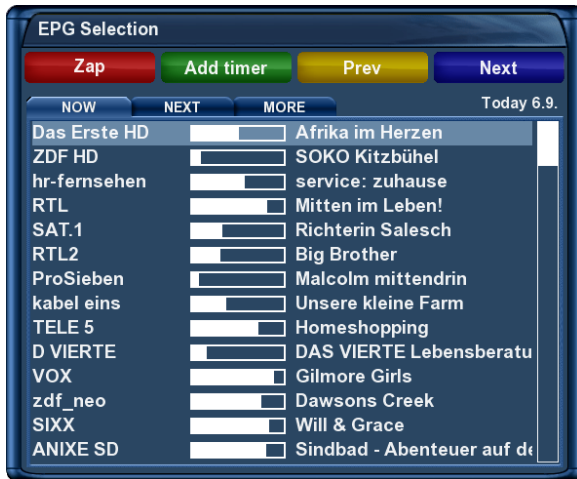 EPG Selection
Zap Add timer Prev Next
NOW NEXT MORE Today 6.9.
Das Erste HD Afrika im Herzen
ZDF HD SOKO Kitzbühel
hr-fernsehen service: zuhause
RTL Mitten im Leben!
SAT.1 Richterin Salesch
RTL2 Big Brother
ProSieben Malcolm mittendrin
kabel eins Unsere kleine Farm
TELE 5 Homeshopping
D VIERTE DAS VIERTE Lebensberatu
VOX Gilmore Girls
zdf_neo Dawsons Creek
SIXX Will & Grace
ANIXE SD Sindbad - Abenteuer auf de